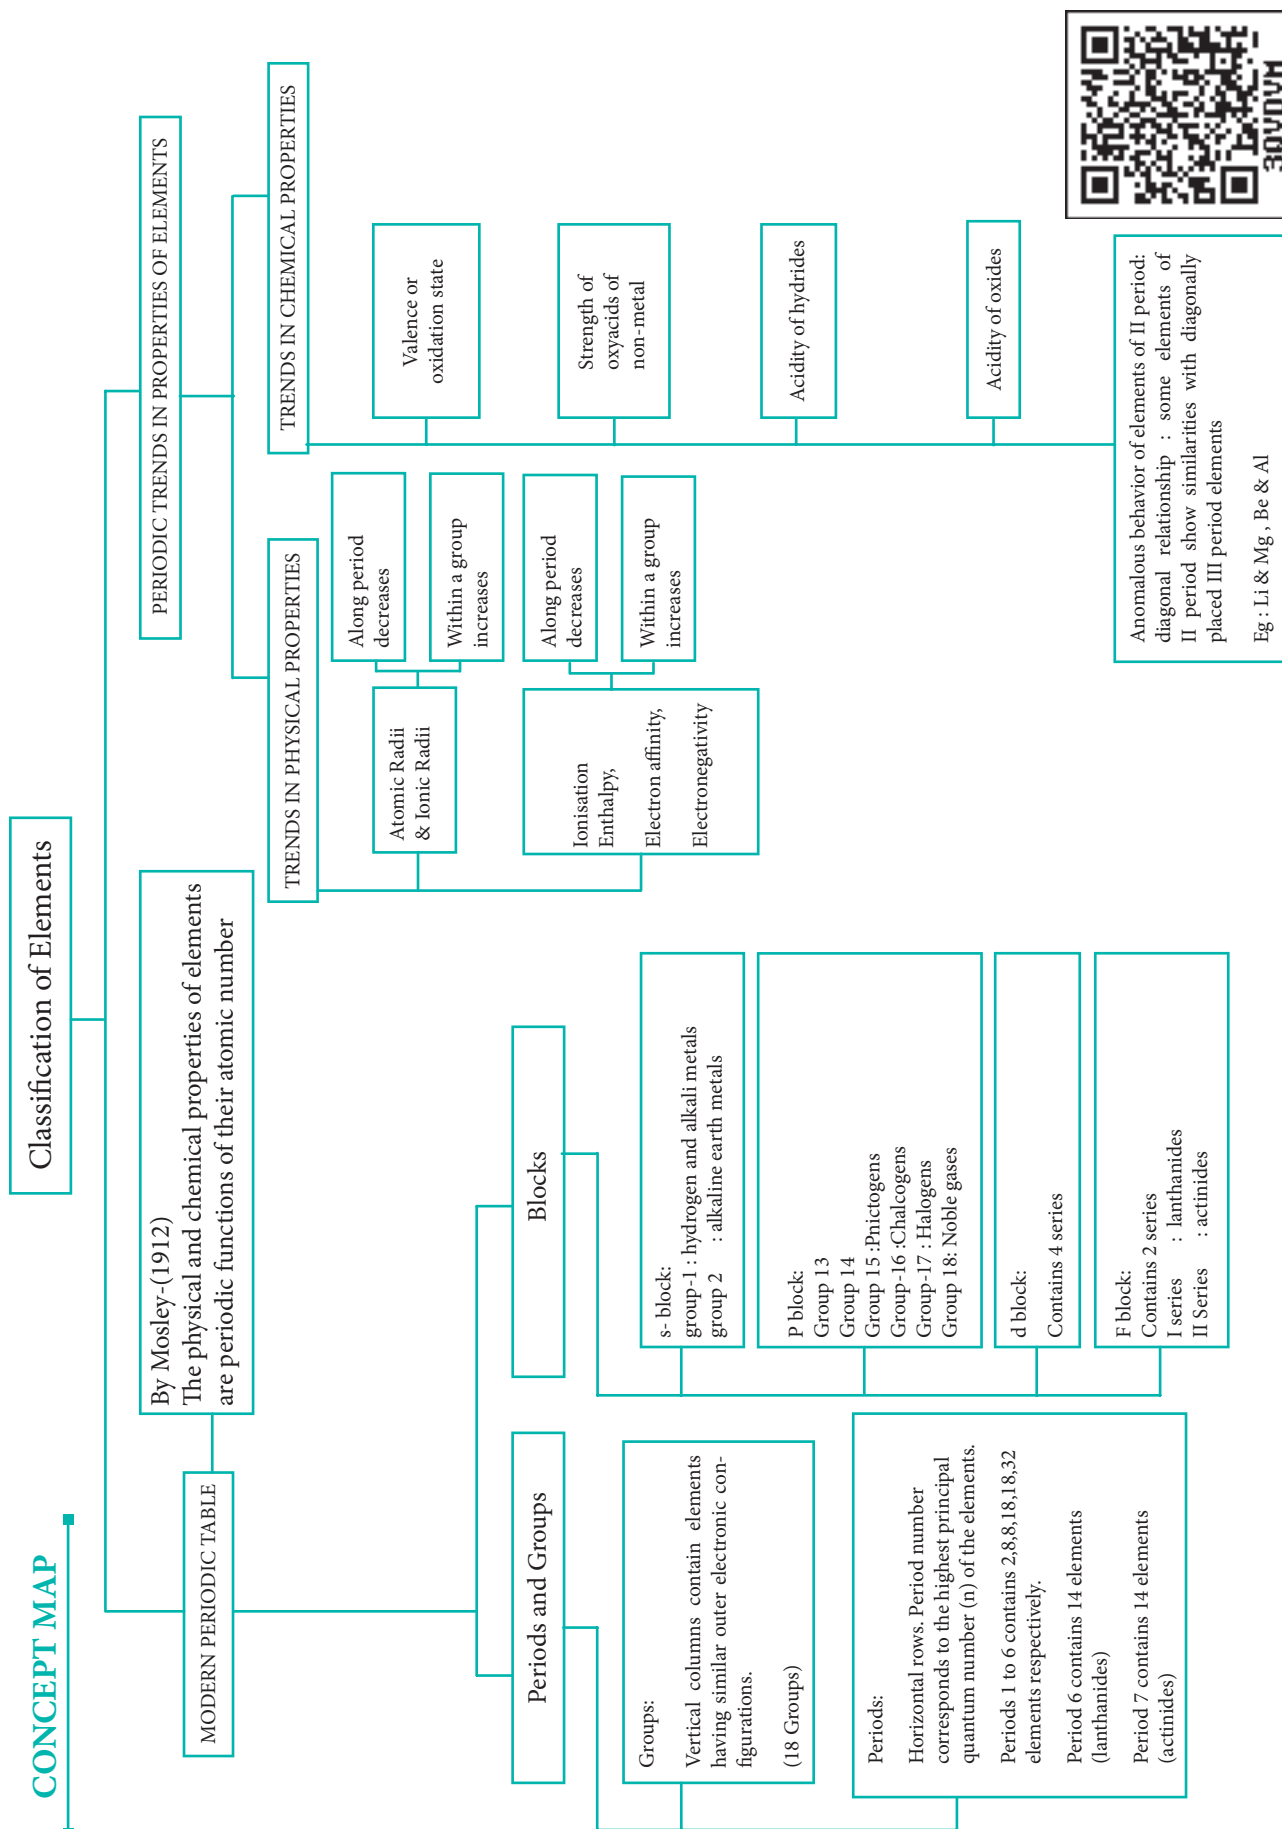 CONCEPT MAP
Classification of Elements
MODERN PERIODIC TABLE
By Mosley-(1912)
The physical and chemical properties of elements
are periodic functions of their atomic number
Periods and Groups
Groups:
Vertical columns contain elements
having similar outer electronic con-
figurations.
(18 Groups)
Periods:
Horizontal rows. Period number
corresponds to the highest principal
quantum number (n) of the elements.
Periods 1 to 6 contains 2,8,8,18,18,32
elements respectively.
Period 6 contains 14 elements
(lanthanides)
Period 7 contains 14 elements
(actinides)
Blocks
s- block:
group-1 : hydrogen and alkali metals
group 2 : alkaline earth metals
P block:
Group 13
Group 14
Group 15 :Pnictogens
Group-16 :Chalcogens
Group-17 : Halogens
Group 18: Noble gases
d block:
Contains 4 series
F block:
Contains 2 series
I series : lanthanides
II Series : actinides
PERIODIC TRENDS IN PROPERTIES OF ELEMENTS
TRENDS IN PHYSICAL PROPERTIES
Atomic Radii
& Ionic Radii
Along period
decreases
Within a group
increases
Ionisation
Enthalpy,
Electron affinity,
Electronegativity
Along period
decreases
Within a group
increases
TRENDS IN CHEMICAL PROPERTIES
Valence or
oxidation state
Strength of
oxyacids of
non-metal
Acidity of hydrides
Acidity of oxides
Anomalous behavior of elements of II period:
diagonal relationship : some elements of
II period show similarities with diagonally
placed III period elements
Eg : Li & Mg , Be & Al